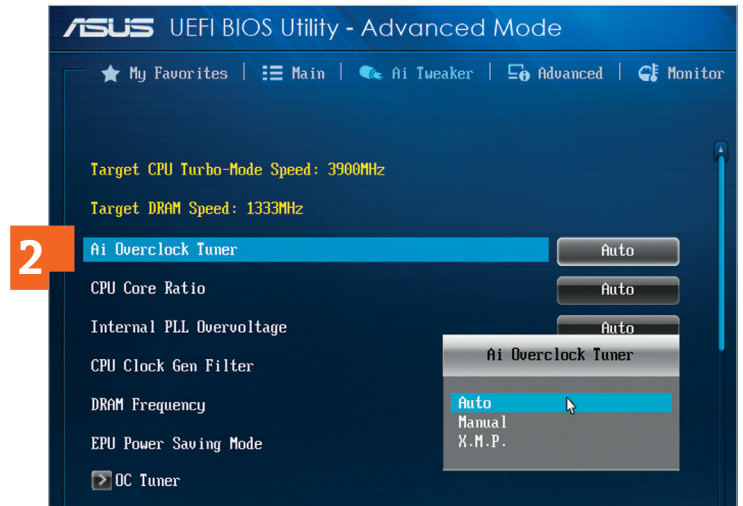 ASUS UEFI BIOS Utility - Advanced Mode
My Favorites | Main | Ai Tweaker | Advanced | Monitor
Target CPU Turbo-Mode Speed: 3900MHz
Target DRAM Speed: 1333MHz
2
Ai Overclock Tuner Auto
CPU Core Ratio Auto
Internal PLL Overvoltage Auto
Ai Overclock Tuner
CPU Clock Gen Filter
DRAM Frequency
Auto
Manual
EPU Power Saving Mode
X.M.P.
OC Tuner